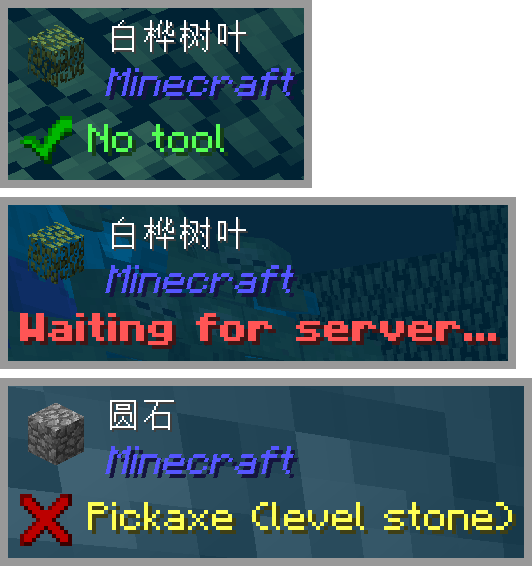 白桦树叶
Minecraft
No tool
白桦树叶
Minecraft
Waiting for server...
圆石
Minecraft
Pickaxe (level stone)